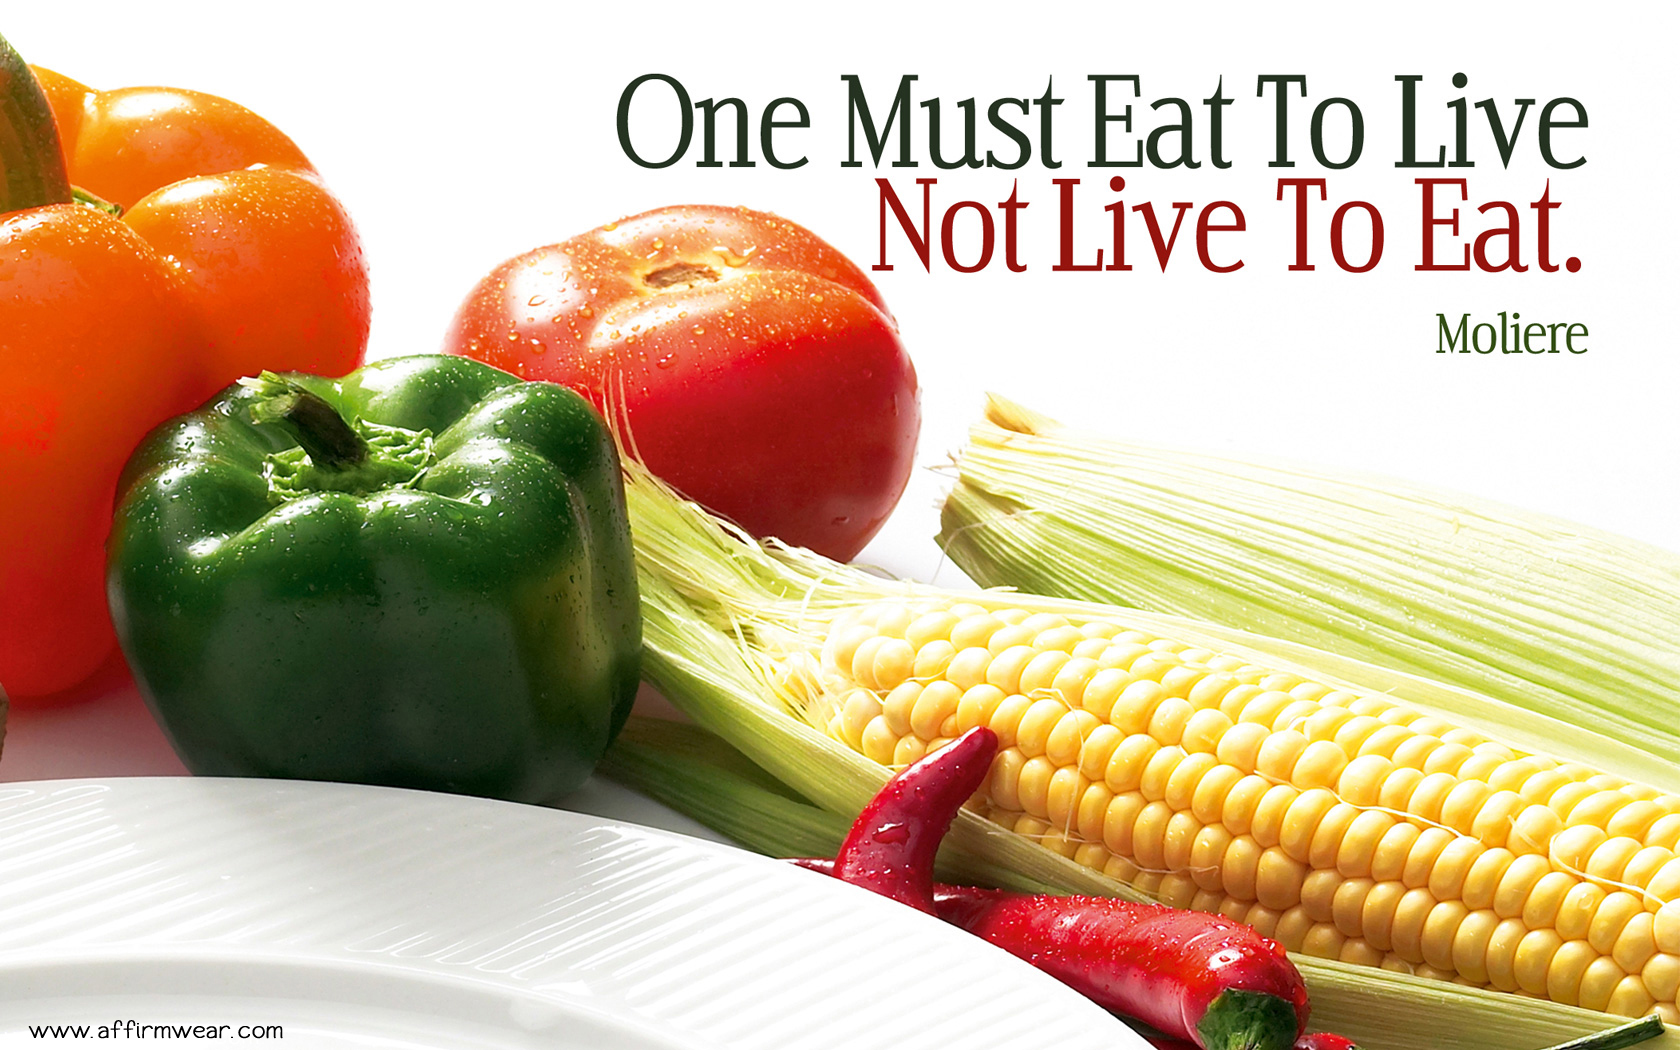 One Must Eat To Live
Not Live To Eat.
Moliere
www.affirmwear.com